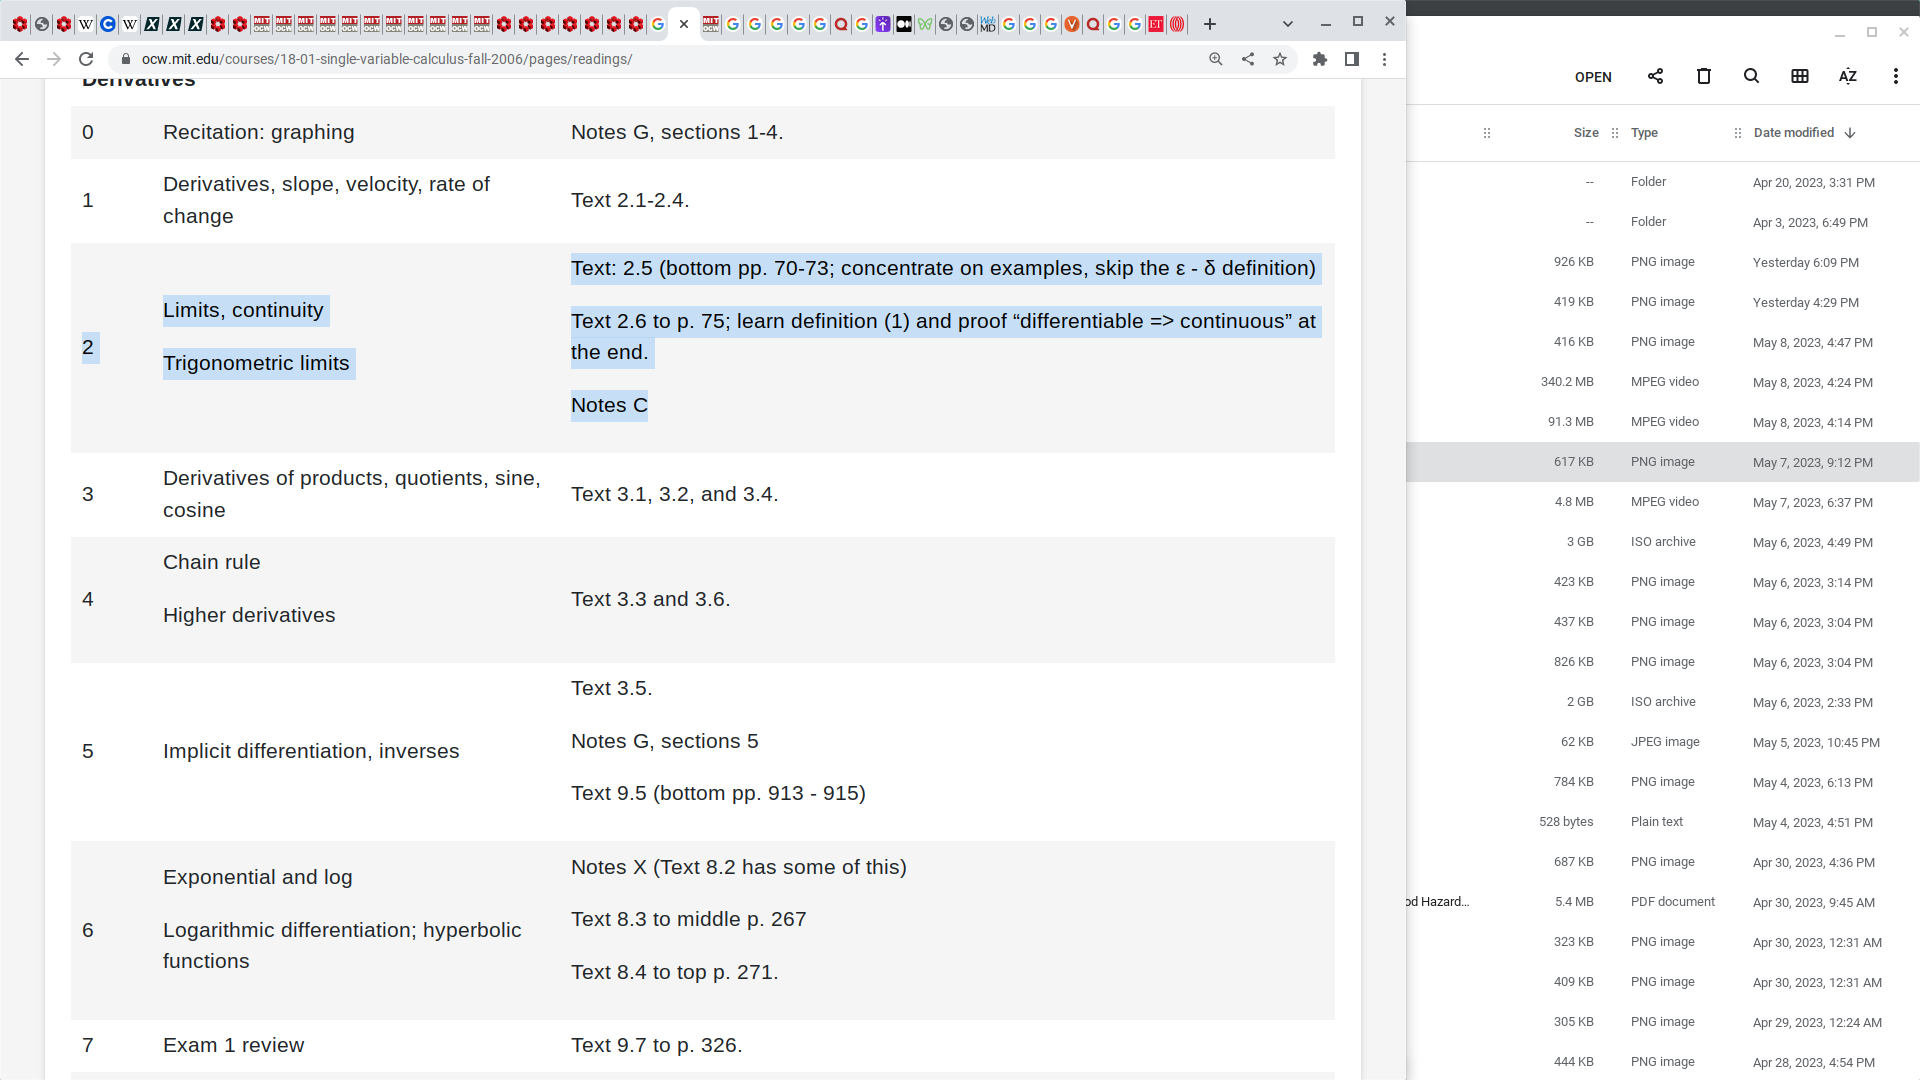 ocw.mit.edu/courses/18-01-single-variable-calculus-fall-2006/pages/readings/
Derivatives
0 Recitation: graphing Notes G, sections 1-4.
1 Derivatives, slope, velocity, rate of change Text 2.1-2.4.
2
Limits, continuity
Trigonometric limits
Text: 2.5 (bottom pp. 70-73; concentrate on examples, skip the ε - δ definition)
Text 2.6 to p. 75; learn definition (1) and proof “differentiable => continuous” at
the end.
Notes C
3
Derivatives of products, quotients, sine,
cosine
Text 3.1, 3.2, and 3.4.
4
Chain rule
Higher derivatives
Text 3.3 and 3.6.
5
Implicit differentiation, inverses
Text 3.5.
Notes G, sections 5
Text 9.5 (bottom pp. 913 - 915)
6
Exponential and log
Logarithmic differentiation; hyperbolic
functions
Notes X (Text 8.2 has some of this)
Text 8.3 to middle p. 267
Text 8.4 to top p. 271.
7 Exam 1 review Text 9.7 to p. 326.
OPEN
Size Type Date modified
-- Folder Apr 20, 2023, 3:31 PM
-- Folder Apr 3, 2023, 6:49 PM
926 KB PNG image Yesterday 6:09 PM
419 KB PNG image Yesterday 4:29 PM
416 KB PNG image May 8, 2023, 4:47 PM
340.2 MB MPEG video May 8, 2023, 4:24 PM
91.3 MB MPEG video May 8, 2023, 4:14 PM
617 KB PNG image May 7, 2023, 9:12 PM
4.8 MB MPEG video May 7, 2023, 6:37 PM
3 GB ISO archive May 6, 2023, 4:49 PM
423 KB PNG image May 6, 2023, 3:14 PM
437 KB PNG image May 6, 2023, 3:04 PM
826 KB PNG image May 6, 2023, 3:04 PM
2 GB ISO archive May 6, 2023, 2:33 PM
62 KB JPEG image May 5, 2023, 10:45 PM
784 KB PNG image May 4, 2023, 6:13 PM
528 bytes Plain text May 4, 2023, 4:51 PM
687 KB PNG image Apr 30, 2023, 4:36 PM
od Hazard... 5.4 MB PDF document Apr 30, 2023, 9:45 AM
323 KB PNG image Apr 30, 2023, 12:31 AM
409 KB PNG image Apr 30, 2023, 12:31 AM
305 KB PNG image Apr 29, 2023, 12:24 AM
444 KB PNG image Apr 28, 2023, 4:54 PM